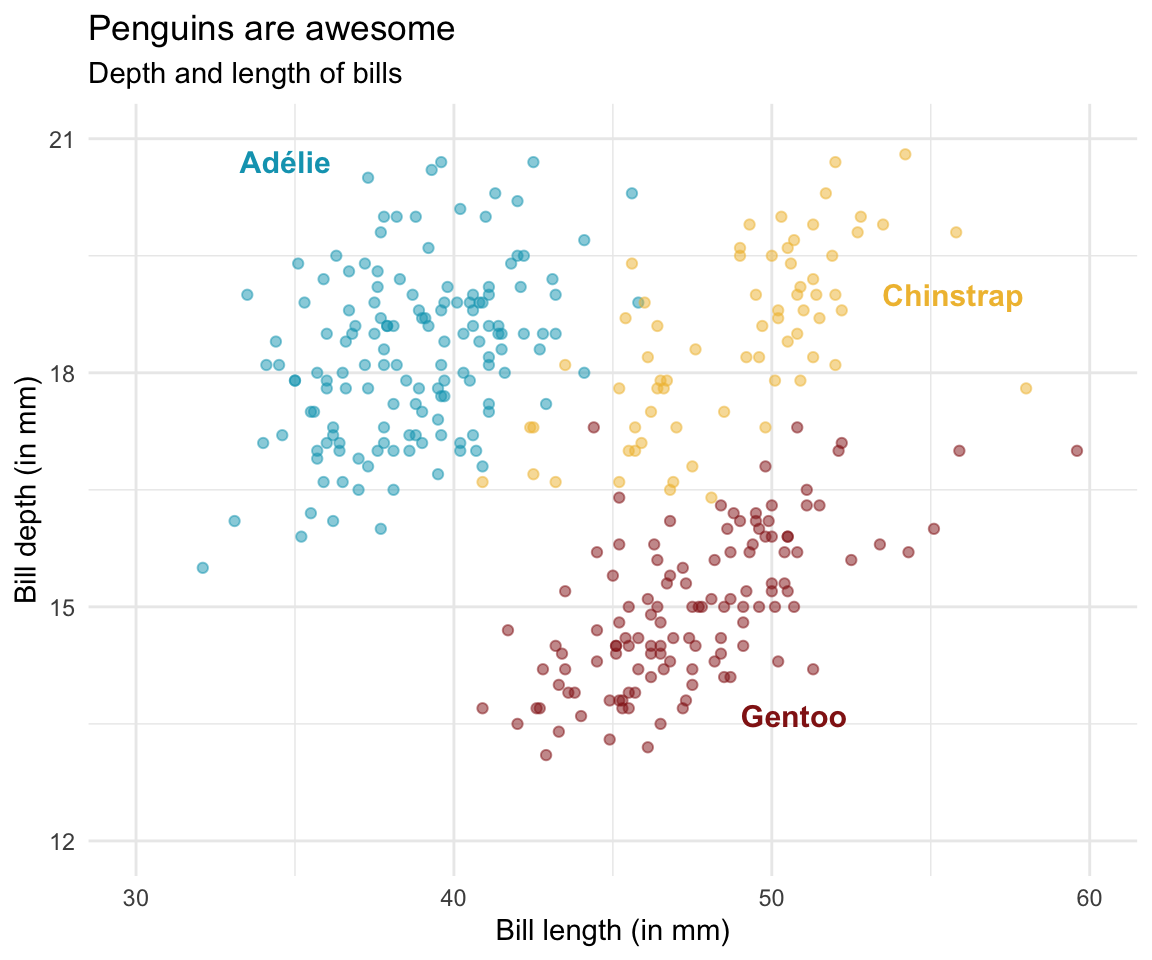 Penguins are awesome
Depth and length of bills
21
18
15
12
Bill depth (in mm)
Adélie
Chinstrap
Gentoo
30 40 50 60
Bill length (in mm)